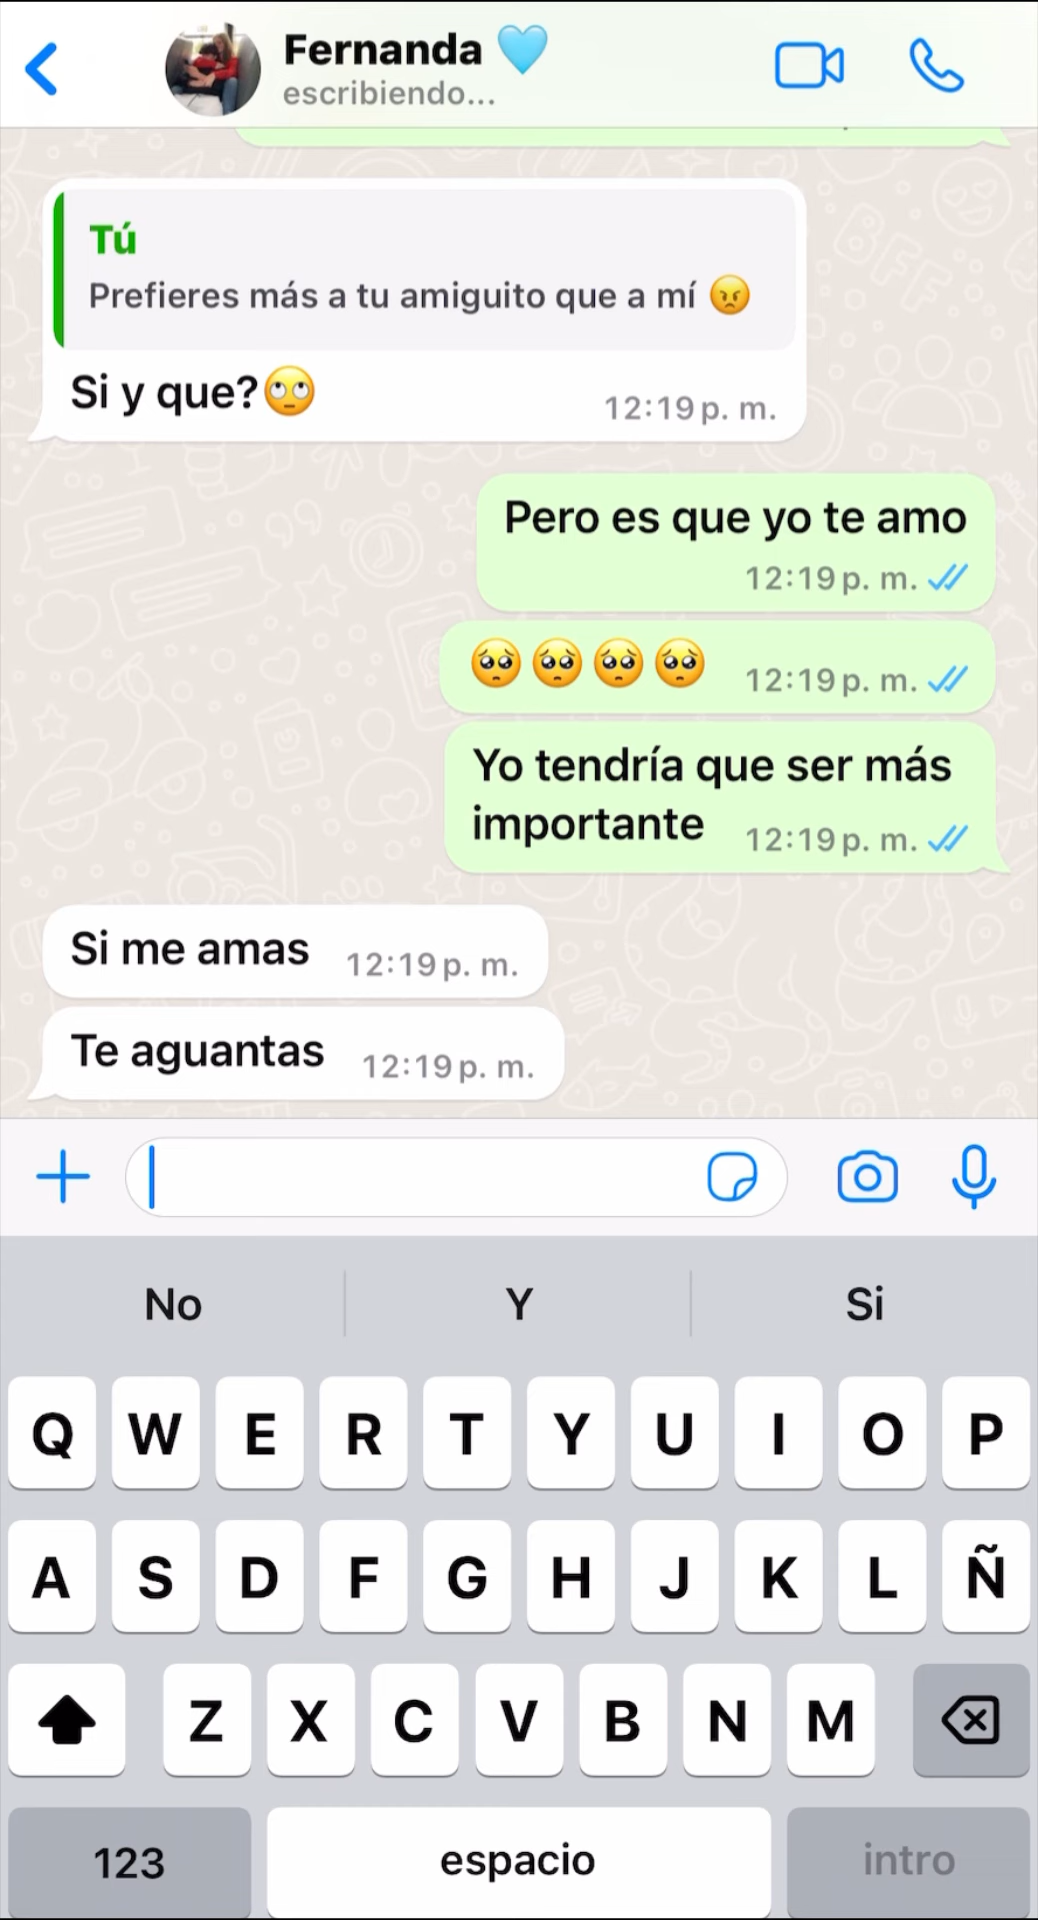 Fernanda 🩵
escribiendo...
Tú
Prefieres más a tu amiguito que a mí 😡
Si y que?🙄
12:19 p. m.
Pero es que yo te amo
12:19 p. m.
🥺🥺🥺🥺 12:19 p. m.
Yo tendría que ser más
importante 12:19 p. m.
Si me amas 12:19 p. m.
Te aguantas 12:19 p. m.
No Y Si
Q W E R T Y U I O P
A S D F G H J K L Ñ
Z X C V B N M
123 espacio intro